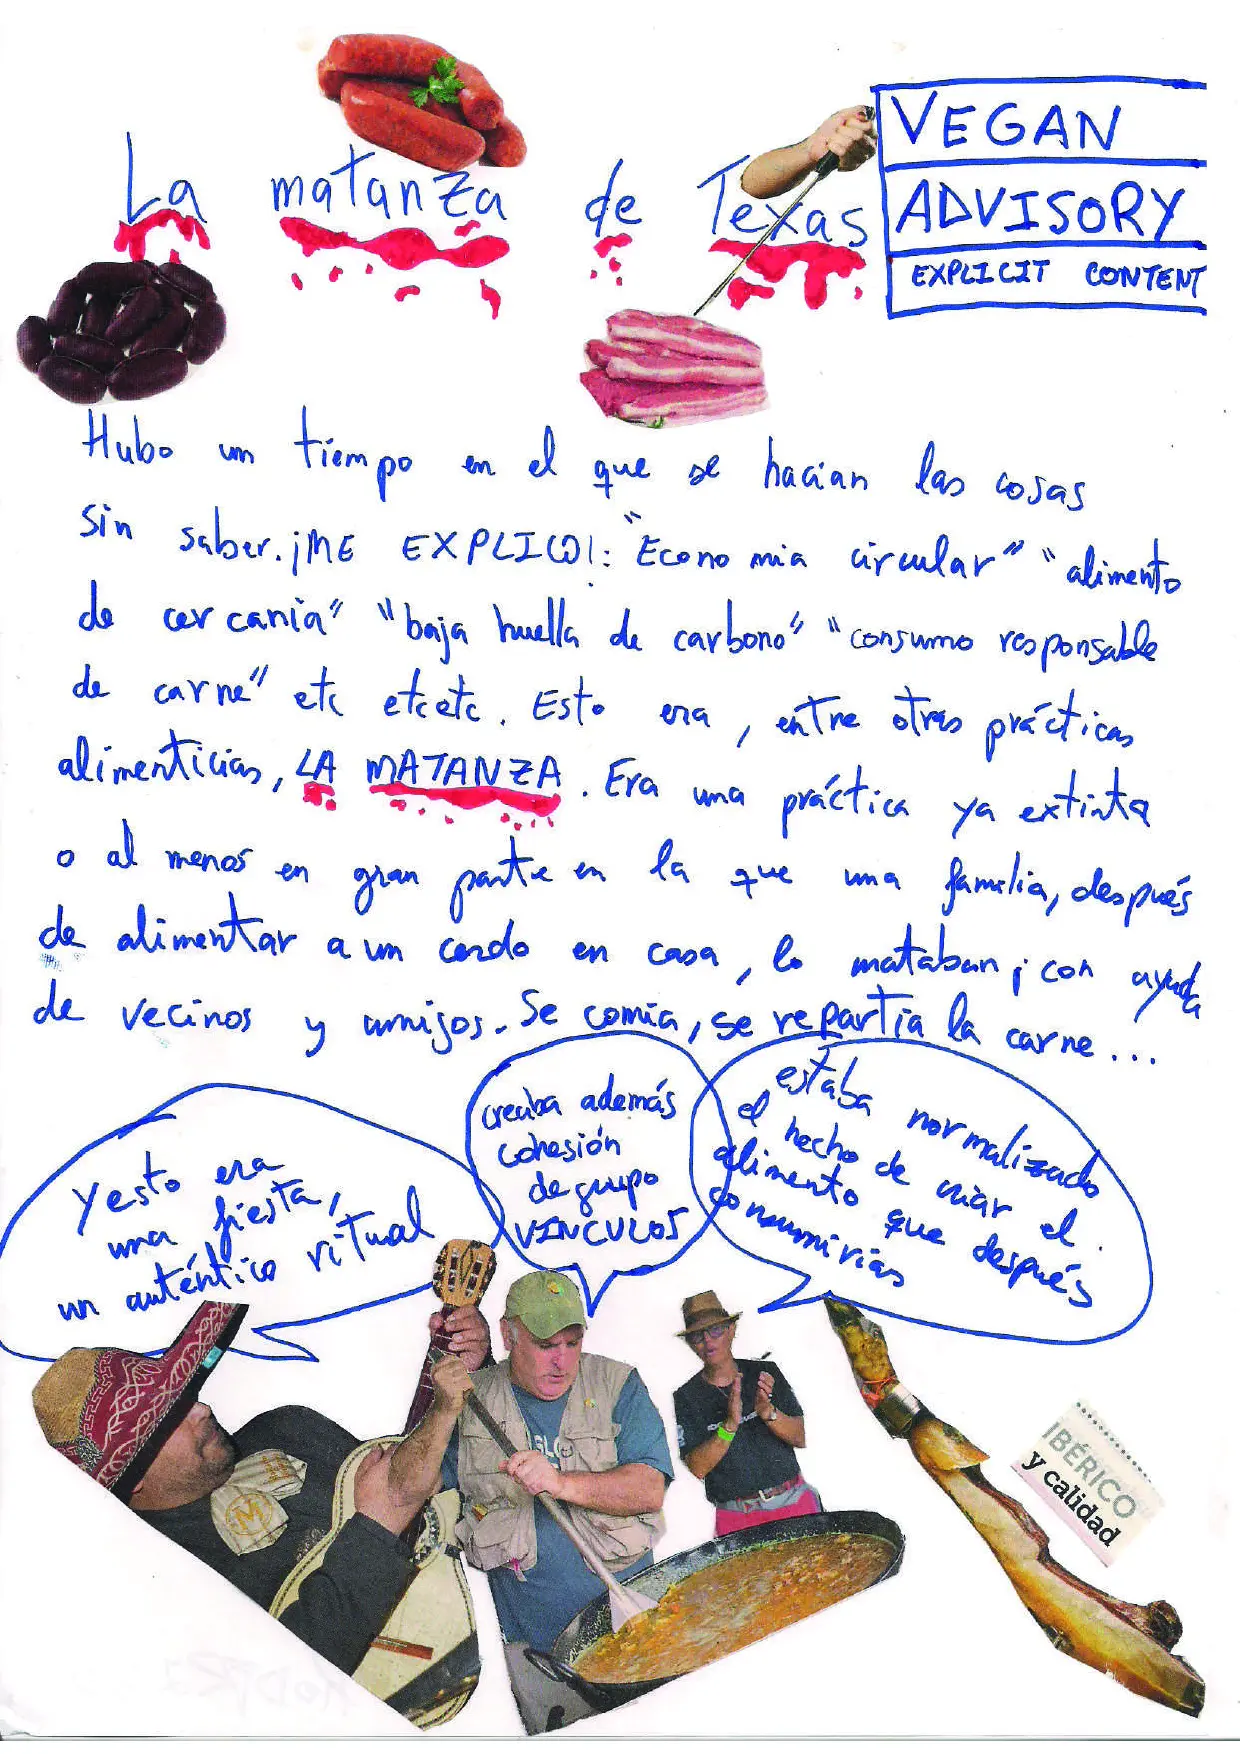 La matanza de Texas
VEGAN
ADVISORY
EXPLICIT CONTENT
Hubo un tiempo en el que se hacían las cosas
sin saber. ¡ME EXPLICO!: "Economia circular" "alimento
de cercanía" "baja huella de carbono" "consumo responsable
de carne" etc etcetc. Esto era, entre otras prácticas
alimenticias, LA MATANZA. Era una práctica ya extinta
o al menos en gran parte en la que una familia, después
de alimentar a un cerdo en casa, lo mataban ¡con ayuda
de vecinos y amigos. Se comía, se repartía la carne...
y esto era
una fiesta,
un auténtico ritual
creaba además
cohesión
de grupo
VINCULOS
estaba normalizado
el hecho de criar el
alimento que después
consumirías
IBÉRICO
y calidad
M